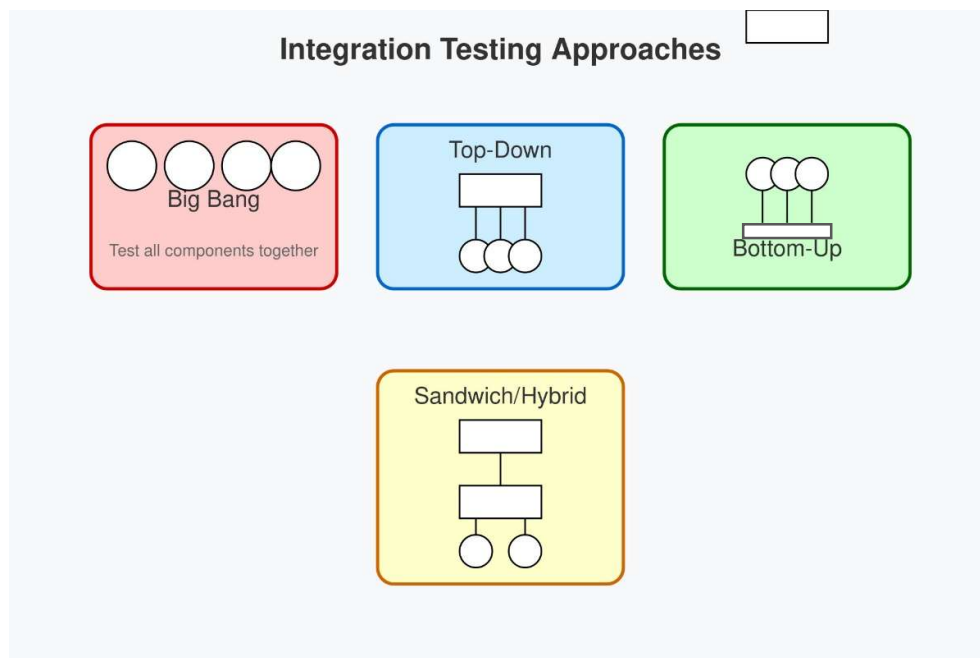 Integration Testing Approaches
Big Bang
Test all components together
Top-Down
Bottom-Up
Sandwich/Hybrid